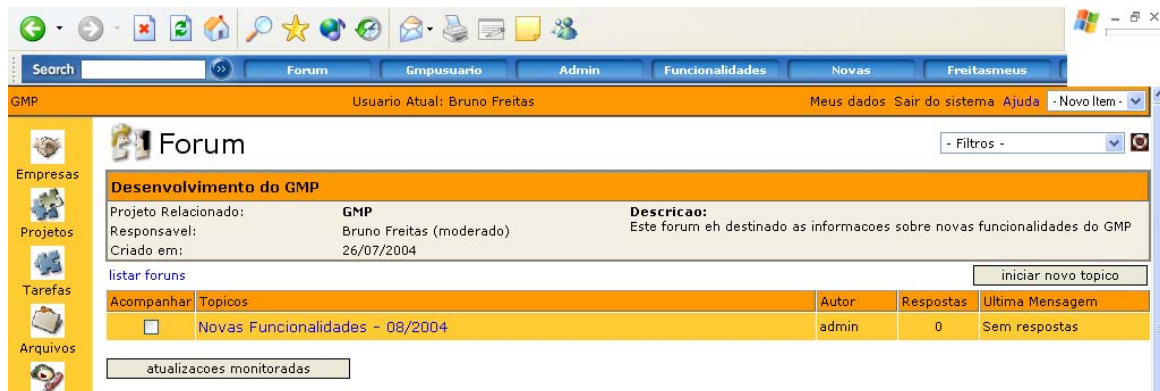 Search Forum Gmpusuario Admin Funcionalidades Novas Freitasmeus
GMP Usuario Atual: Bruno Freitas Meus dados Sair do sistema Ajuda - Novo Item -
Forum - Filtros -
Empresas
Projetos
Tarefas
Arquivos
Desenvolvimento do GMP
Projeto Relacionado: GMP Descricao:
Responsavel: Bruno Freitas (moderado) Este forum eh destinado as informacoes sobre novas funcionalidades do GMP
Criado em: 26/07/2004
listar foruns iniciar novo topico
Acompanhar Topicos Autor Respostas Ultima Mensagem
Novas Funcionalidades - 08/2004 admin 0 Sem respostas
atualizacoes monitoradas